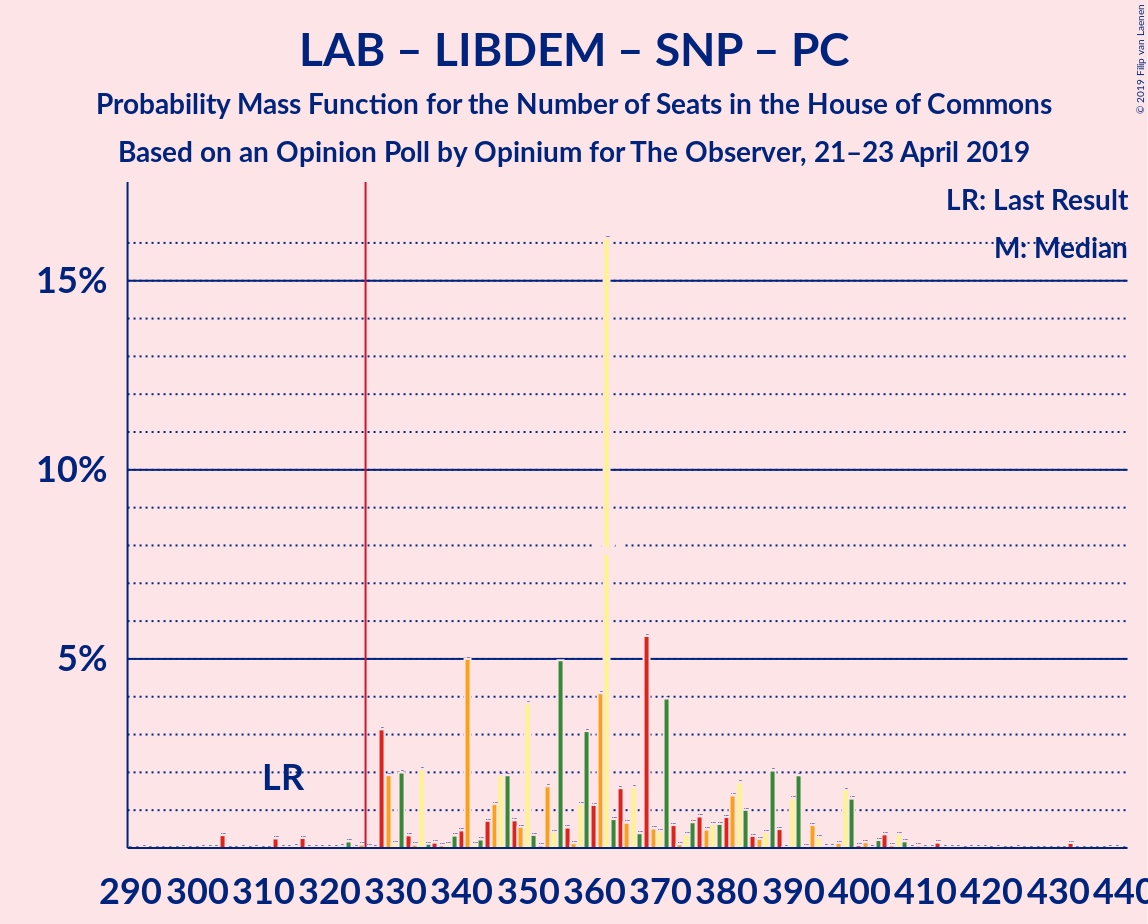 LAB – LIBDEM – SNP – PC
Probability Mass Function for the Number of Seats in the House of Commons
Based on an Opinion Poll by Opinium for The Observer, 21–23 April 2019
© 2019 Filip van Laenen
LR: Last Result
M: Median
15%
10%
5%
LR
290 300 310 320 330 340 350 360 370 380 390 400 410 420 430 440